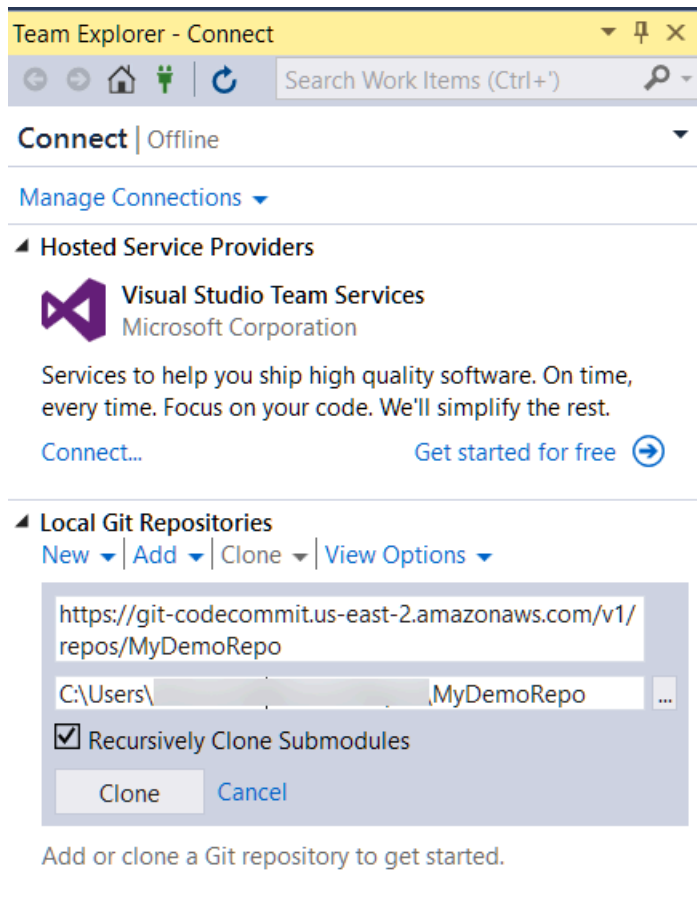 Team Explorer - Connect
Search Work Items (Ctrl+')
Connect | Offline
Manage Connections
Hosted Service Providers
Visual Studio Team Services
Microsoft Corporation
Services to help you ship high quality software. On time,
every time. Focus on your code. We'll simplify the rest.
Connect... Get started for free
Local Git Repositories
New | Add | Clone | View Options
https://git-codecommit.us-east-2.amazonaws.com/v1/
repos/MyDemoRepo
C:\Users\ \MyDemoRepo ...
Recursively Clone Submodules
Clone Cancel
Add or clone a Git repository to get started.